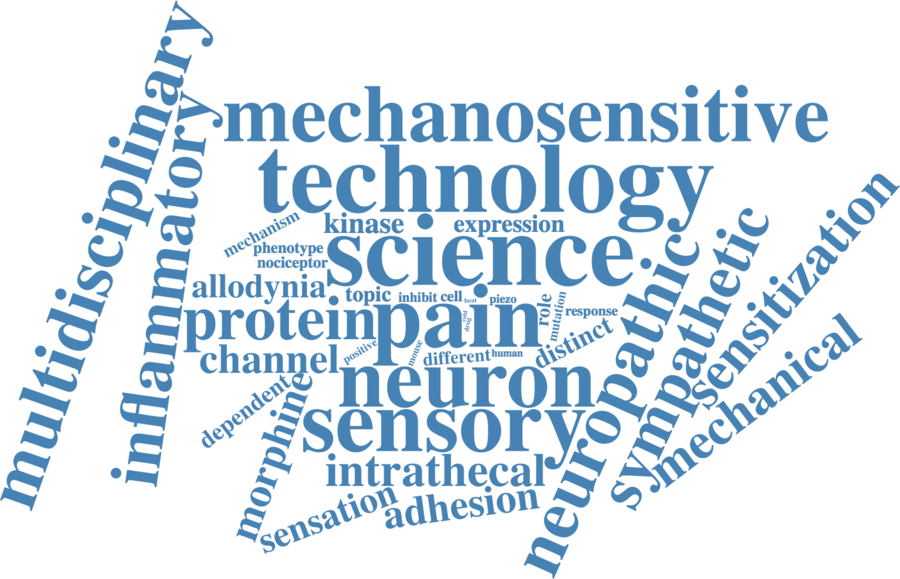 multidisciplinary
inflammatory
mechanosensitive
technology
mechanism
kinase
expression
phenotype
science
nociceptor
allodynia
topic
inhibit
cell
heat
piezo
role
mutation
response
protein
pain
cold
drug
distinct
channel
positive
mouse
different
human
neuron
dependent
morphine
sensory
intrathecal
sensation
adhesion
neuropathic
sympathetic
sensitization
mechanical